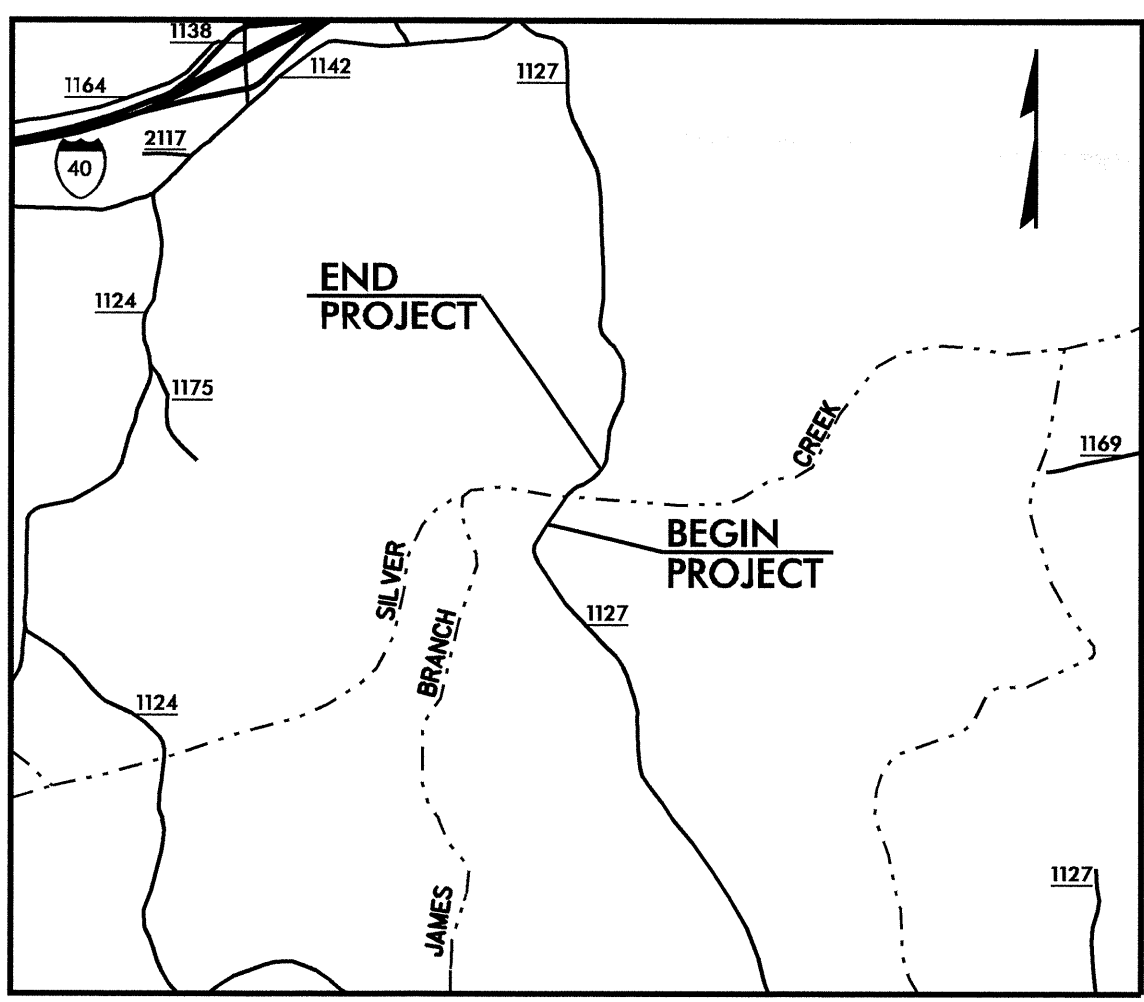 1138
1142
1127
1164
2117
40
END
PROJECT
1124
1175
CREEK
1169
BEGIN
PROJECT
SILVER
BRANCH
1127
1124
JAMES
1127